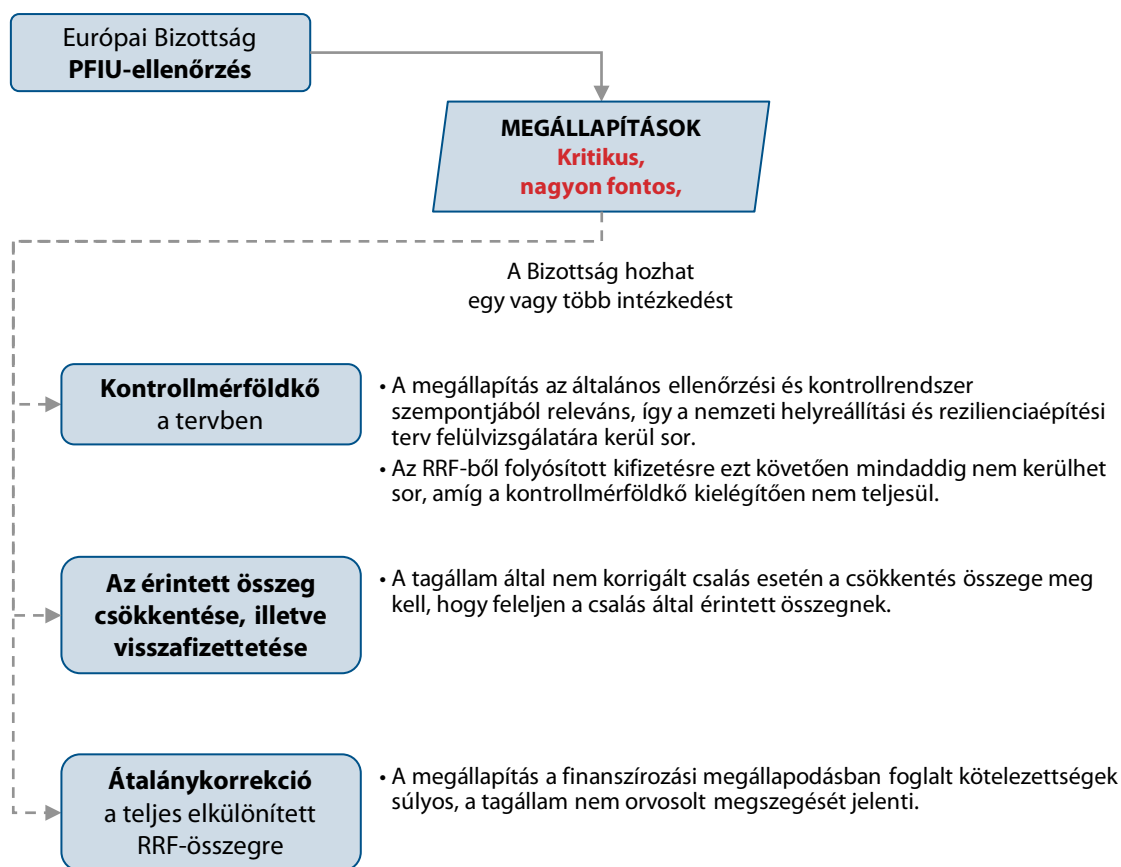 Európai Bizottság
PFIU-ellenőrzés
MEGÁLLAPÍTÁSOK
Kritikus,
nagyon fontos,
A Bizottság hozhat
egy vagy több intézkedést
Kontrollmérföldkő
a tervben
• A megállapítás az általános ellenőrzési és kontrollrendszer
szempontjából releváns, így a nemzeti helyreállítási és rezilienciaépítési
terv felülvizsgálatára kerül sor.
• Az RRF-ből folyósított kifizetésre ezt követően mindaddig nem kerülhet
sor, amíg a kontrollmérföldkő kielégítően nem teljesül.
Az érintett összeg
csökkentése, illetve
visszafizettetése
• A tagállam által nem korrigált csalás esetén a csökkentés összege meg
kell, hogy feleljen a csalás által érintett összegnek.
Átalánykorrekció
a teljes elkülönített
RRF-összegre
• A megállapítás a finanszírozási megállapodásban foglalt kötelezettségek
súlyos, a tagállam nem orvosolt megszegését jelenti.